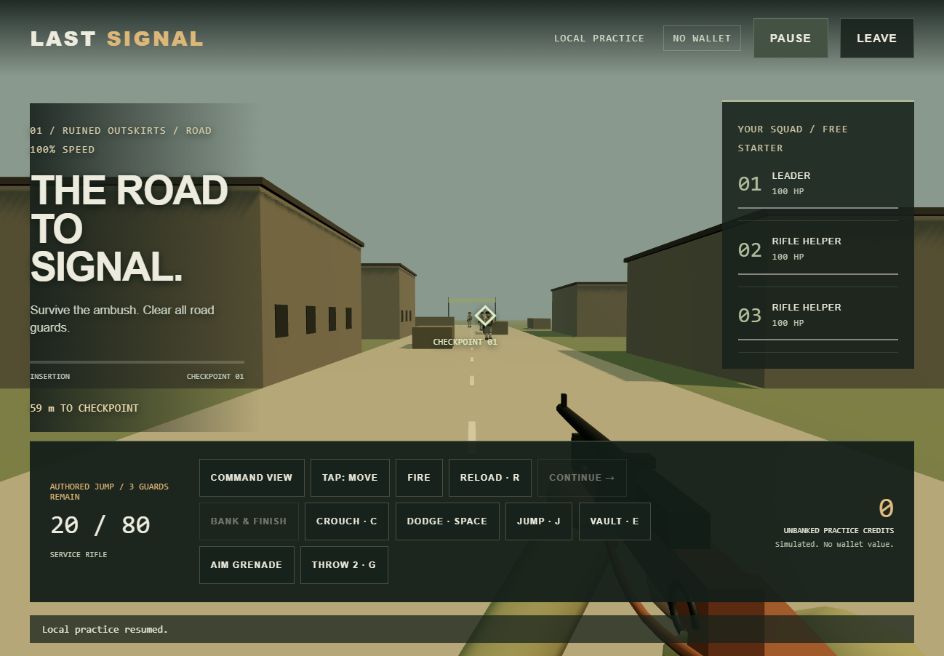 LAST SIGNAL
LOCAL PRACTICE
NO WALLET
PAUSE
LEAVE
01 / RUINED OUTSKIRTS / ROAD
100% SPEED
THE ROAD
TO
SIGNAL.
Survive the ambush. Clear all road
guards.
INSERTION
CHECKPOINT 01
59 m TO CHECKPOINT
YOUR SQUAD / FREE
STARTER
01
LEADER
100 HP
02
RIFLE HELPER
100 HP
03
RIFLE HELPER
100 HP
CHECKPOINT 01
AUTHORED JUMP / 3 GUARDS
REMAIN
20 / 80
SERVICE RIFLE
COMMAND VIEW
TAP: MOVE
FIRE
RELOAD · R
CONTINUE →
BANK & FINISH
CROUCH · C
DODGE · SPACE
JUMP · J
VAULT · E
AIM GRENADE
THROW 2 · G
0
UNBANKED PRACTICE CREDITS
Simulated. No wallet value.
Local practice resumed.